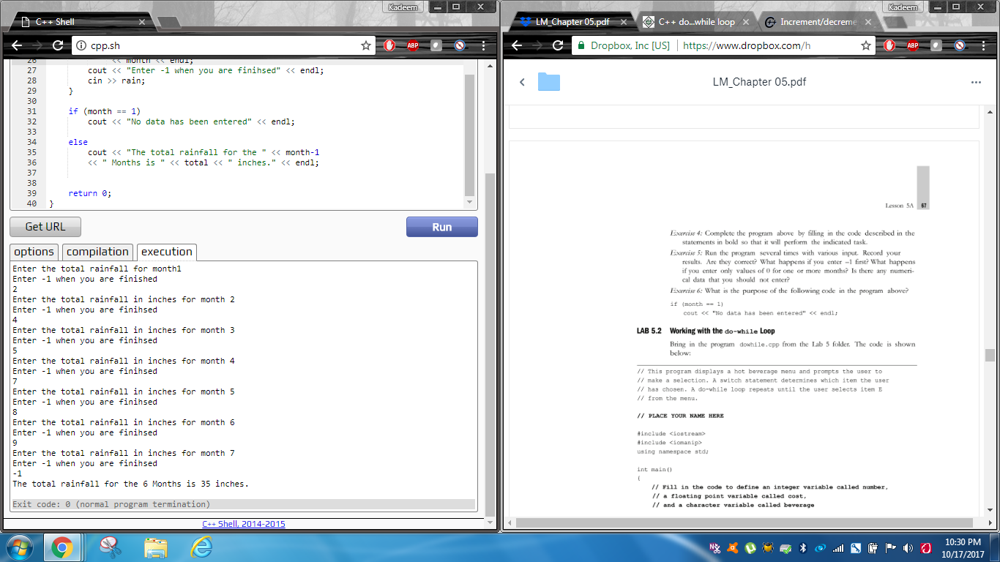 Kadeem
C++ Shell
cpp.sh
26 << month << endl;
27 cout << "Enter -1 when you are finihsed" << endl;
28 cin >> rain;
29 }
30
31 if (month == 1)
32 cout << "No data has been entered" << endl;
33
34 else
35 cout << "The total rainfall for the " << month-1
36 << " Months is " << total << " inches." << endl;
37
38
39 return 0;
40 }
Get URL
Run
options
compilation
execution
Enter the total rainfall for month1
Enter -1 when you are finished
2
Enter the total rainfall in inches for month 2
Enter -1 when you are finihsed
4
Enter the total rainfall in inches for month 3
Enter -1 when you are finihsed
5
Enter the total rainfall in inches for month 4
Enter -1 when you are finihsed
7
Enter the total rainfall in inches for month 5
Enter -1 when you are finihsed
8
Enter the total rainfall in inches for month 6
Enter -1 when you are finihsed
9
Enter the total rainfall in inches for month 7
Enter -1 when you are finihsed
-1
The total rainfall for the 6 Months is 35 inches.
Exit code: 0 (normal program termination)
C++ Shell, 2014-2015
Kadeem
LM_Chapter 05.pdf
C++ do...while loop
Increment/decreme
Dropbox, Inc [US]
https://www.dropbox.com/h
ABP
ABP
LM_Chapter 05.pdf
Lesson 5A 67
Exercise 4: Complete the program above by filling in the code described in the
statements in bold so that it will perform the indicated task.
Exercise 5: Run the program several times with various input. Record your
results. Are they correct? What happens if you enter –1 first? What happens
if you enter only values of 0 for one or more months? Is there any numeri-
cal data that you should not enter?
Exercise 6: What is the purpose of the following code in the program above?
if (month == 1)
cout << "No data has been entered" << endl;
LAB 5.2 Working with the do-while Loop
Bring in the program dowhile.cpp from the Lab 5 folder. The code is shown
below:
// This program displays a hot beverage menu and prompts the user to
// make a selection. A switch statement determines which item the user
// has chosen. A do-while loop repeats until the user selects item E
// from the menu.
// PLACE YOUR NAME HERE
#include <iostream>
#include <iomanip>
using namespace std;
int main()
{
// Fill in the code to define an integer variable called number,
// a floating point variable called cost,
// and a character variable called beverage
10:30 PM
10/17/2017